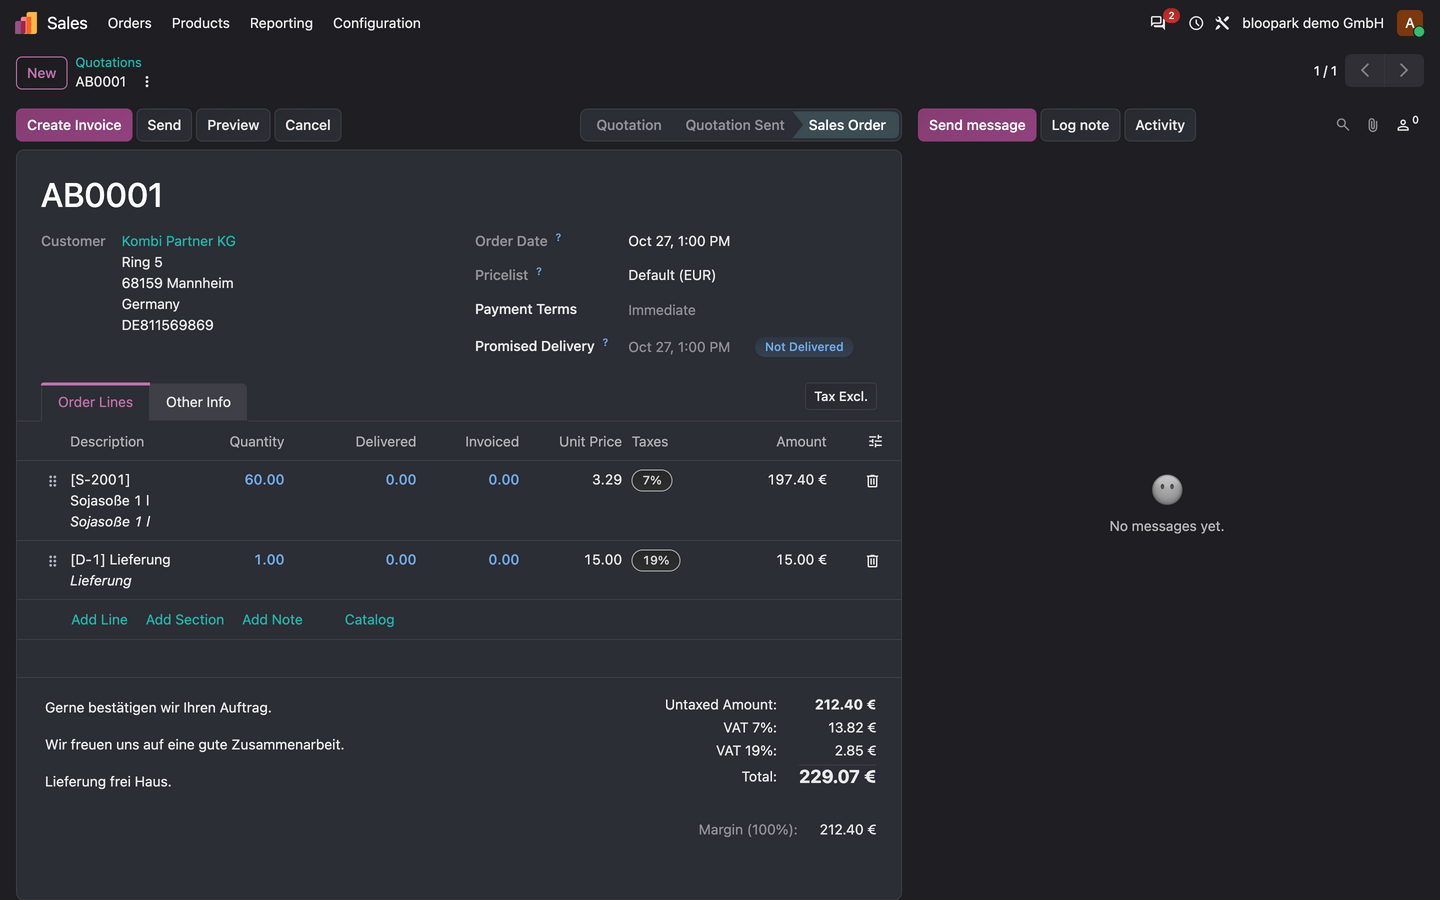 Sales Orders Products Reporting Configuration 2 bloopark demo GmbH A
New Quotations
AB0001
1 / 1
Create Invoice Send Preview Cancel Quotation Quotation Sent Sales Order Send message Log note Activity 0
AB0001
Customer Kombi Partner KG
Ring 5
68159 Mannheim
Germany
DE811569869
Order Date ? Oct 27, 1:00 PM
Pricelist ? Default (EUR)
Payment Terms Immediate
Promised Delivery ? Oct 27, 1:00 PM Not Delivered
Order Lines Other Info Tax Excl.
Description Quantity Delivered Invoiced Unit Price Taxes Amount
[S-2001] 60.00 0.00 0.00 3.29 7% 197.40 €
Sojasoße 1 l
Sojasoße 1 l
[D-1] Lieferung 1.00 0.00 0.00 15.00 19% 15.00 €
Lieferung
Add Line Add Section Add Note Catalog
Gerne bestätigen wir Ihren Auftrag.
Wir freuen uns auf eine gute Zusammenarbeit.
Lieferung frei Haus.
Untaxed Amount: 212.40 €
VAT 7%: 13.82 €
VAT 19%: 2.85 €
Total: 229.07 €
Margin (100%): 212.40 €
No messages yet.